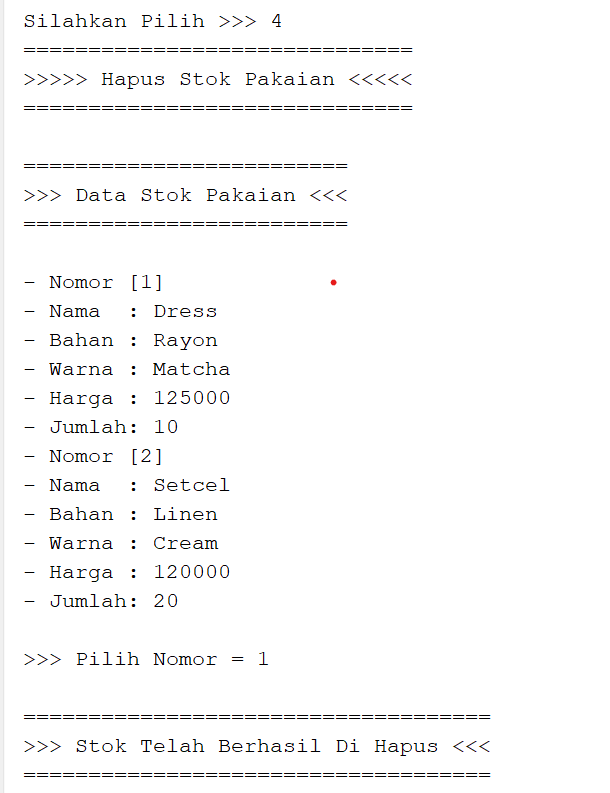 Silahkan Pilih >>> 4
==============================
>>>>> Hapus Stok Pakaian <<<<<
==============================
=========================
>>> Data Stok Pakaian <<<
=========================
- Nomor [1]
- Nama  : Dress
- Bahan : Rayon
- Warna : Matcha
- Harga : 125000
- Jumlah: 10
- Nomor [2]
- Nama  : Setcel
- Bahan : Linen
- Warna : Cream
- Harga : 120000
- Jumlah: 20
>>> Pilih Nomor = 1
====================================
>>> Stok Telah Berhasil Di Hapus <<<
====================================